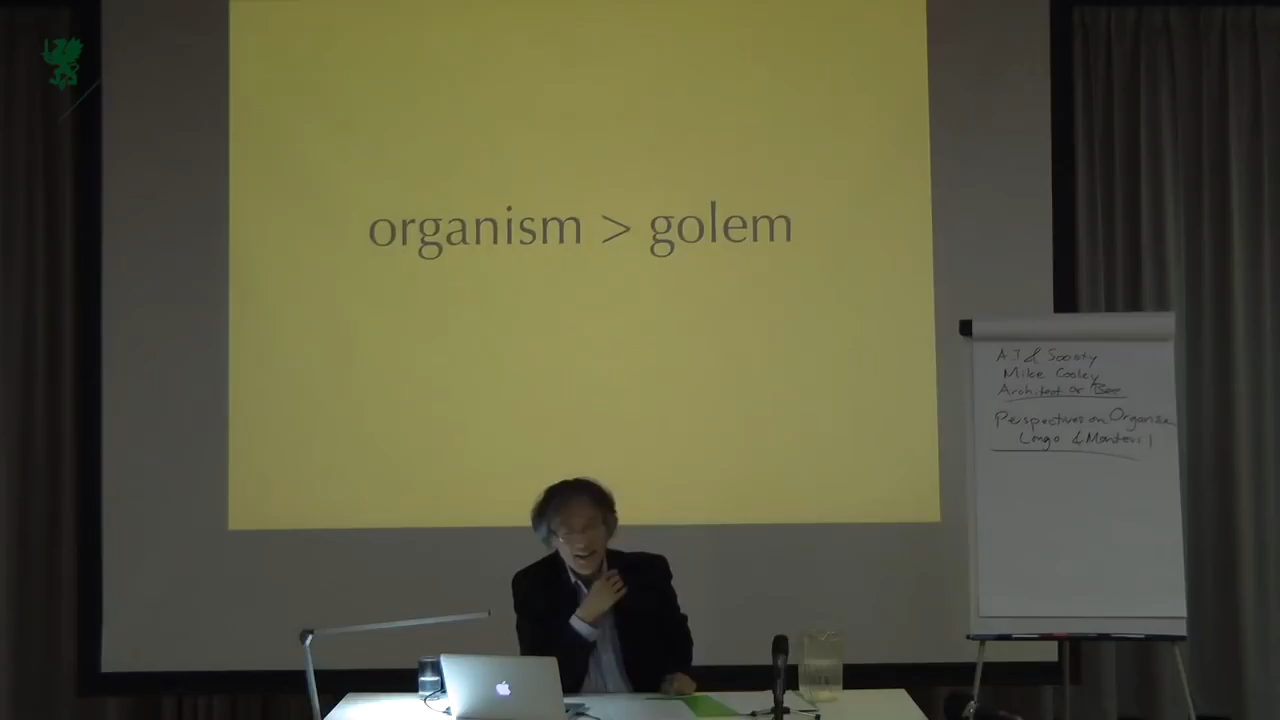 organism > golem
AI & Society
Mike Cooley
Architect or Bee
Perspectives on Organisms
Longo & Montevil